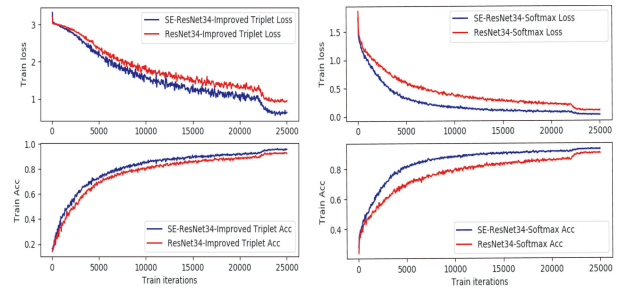 SE-ResNet34-Improved Triplet Loss
ResNet34-Improved Triplet Loss
Train loss
3
2
1
0 5000 10000 15000 20000 25000
SE-ResNet34-Softmax Loss
ResNet34-Softmax Loss
Train loss
1.5
1.0
0.5
0.0
0 5000 10000 15000 20000 25000
Train Acc
1.0
0.8
0.6
0.4
0.2
SE-ResNet34-Improved Triplet Acc
ResNet34-Improved Triplet Acc
0 5000 10000 15000 20000 25000
Train iterations
Train Acc
0.8
0.6
0.4
SE-ResNet34-Softmax Acc
ResNet34-Softmax Acc
0 5000 10000 15000 20000 25000
Train iterations